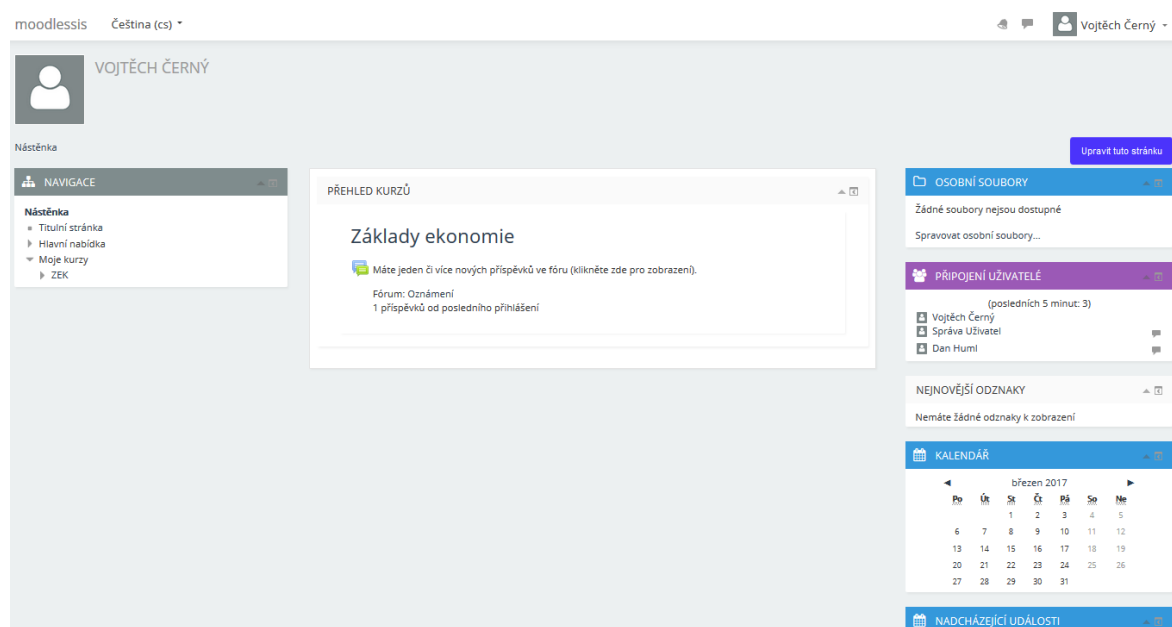 moodlessis Čeština (cs)
Vojtěch Černý
VOJTĚCH ČERNÝ
Nástěnka
Upravit tuto stránku
NAVIGACE
Nástěnka
Titulní stránka
Hlavní nabídka
Moje kurzy
ZEK
PŘEHLED KURZŮ
Základy ekonomie
Máte jeden či více nových příspěvků ve fóru (klikněte zde pro zobrazení).
Fórum: Oznámení
1 příspěvků od posledního přihlášení
OSOBNÍ SOUBORY
Žádné soubory nejsou dostupné
Spravovat osobní soubory...
PŘIPOJENÍ UŽIVATELÉ
(posledních 5 minut: 3)
Vojtěch Černý
Správa Uživatel
Dan Huml
NEJNOVĚJŠÍ ODZNAKY
Nemáte žádné odznaky k zobrazení
KALENDÁŘ
◄ březen 2017 ►
Po Út St Čt Pá So Ne
1 2 3 4 5
6 7 8 9 10 11 12
13 14 15 16 17 18 19
20 21 22 23 24 25 26
27 28 29 30 31
NADCHÁZEJÍCÍ UDÁLOSTI